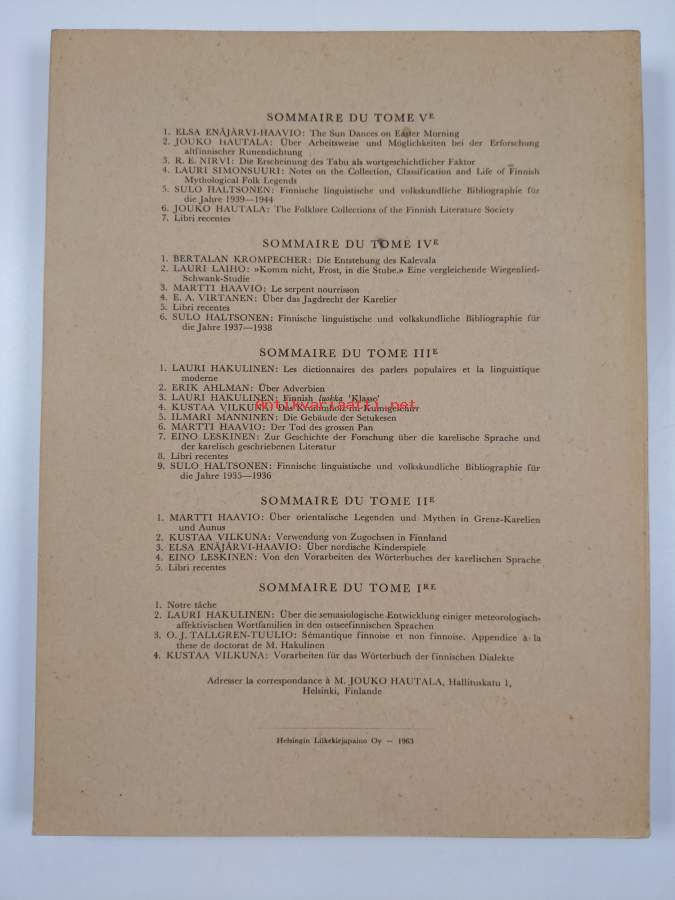 SOMMAIRE DU TOME Vᴱ
1. ELSA ENÄJÄRVI-HAAVIO: The Sun Dances on Easter Morning
2. JOUKO HAUTALA: Über Arbeitsweise und Möglichkeiten bei der Erforschung
altfinnischer Runendichtung
3. R. E. NIRVI: Die Erscheinung des Tabu als wortgeschichtlicher Faktor
4. LAURI SIMONSUURI: Notes on the Collection, Classification and Life of Finnish
Mythological Folk Legends
5. SULO HALTSONEN: Finnische linguistische und volkskundliche Bibliographie für
die Jahre 1939—1944
6. JOUKO HAUTALA: The Folklore Collections of the Finnish Literature Society
7. Libri recentes
SOMMAIRE DU TOME IVᴱ
1. BERTALAN KROMPECHER: Die Entstehung des Kalevala
2. LAURI LAIHO: »Komm nicht, Frost, in die Stube.» Eine vergleichende Wiegenlied-
Schwank-Studie
3. MARTTI HAAVIO: Le serpent nourrisson
4. E. A. VIRTANEN: Über das Jagdrecht der Karelier
5. Libri recentes
6. SULO HALTSONEN: Finnische linguistische und volkskundliche Bibliographie für
die Jahre 1937—1938
SOMMAIRE DU TOME IIIᴱ
1. LAURI HAKULINEN: Les dictionnaires des parlers populaires et la linguistique
moderne
2. ERIK AHLMAN: Über Adverbien
3. LAURI HAKULINEN: Finnish luokka 'Klasse'
antikvariaatti.net
4. KUSTAA VILKUNA: Das Krummholz im Kumtgeschirr
5. ILMARI MANNINEN: Die Gebäude der Setukesen
6. MARTTI HAAVIO: Der Tod des grossen Pan
7. EINO LESKINEN: Zur Geschichte der Forschung über die karelische Sprache und
der karelisch geschriebenen Literatur
8. Libri recentes
9. SULO HALTSONEN: Finnische linguistische und volkskundliche Bibliographie für
die Jahre 1935—1936
SOMMAIRE DU TOME IIᴱ
1. MARTTI HAAVIO: Über orientalische Legenden und Mythen in Grenz-Karelien
und Aunus
2. KUSTAA VILKUNA: Verwendung von Zugochsen in Finnland
3. ELSA ENÄJÄRVI-HAAVIO: Über nordische Kinderspiele
4. EINO LESKINEN: Von den Vorarbeiten des Wörterbuches der karelischen Sprache
5. Libri recentes
SOMMAIRE DU TOME Iᴿᴱ
1. Notre tâche
2. LAURI HAKULINEN: Über die semasiologische Entwicklung einiger meteorologisch-
affektivischen Wortfamilien in den ostseefinnischen Sprachen
3. O. J. TALLGREN-TUULIO: Sémantique finnoise et non finnoise. Appendice à la
these de doctorat de M. Hakulinen
4. KUSTAA VILKUNA: Vorarbeiten für das Wörterbuch der finnischen Dialekte
Adresser la correspondance à M. JOUKO HAUTALA, Hallituskatu 1,
Helsinki, Finlande
Helsingin Liikekirjapaino Oy — 1963